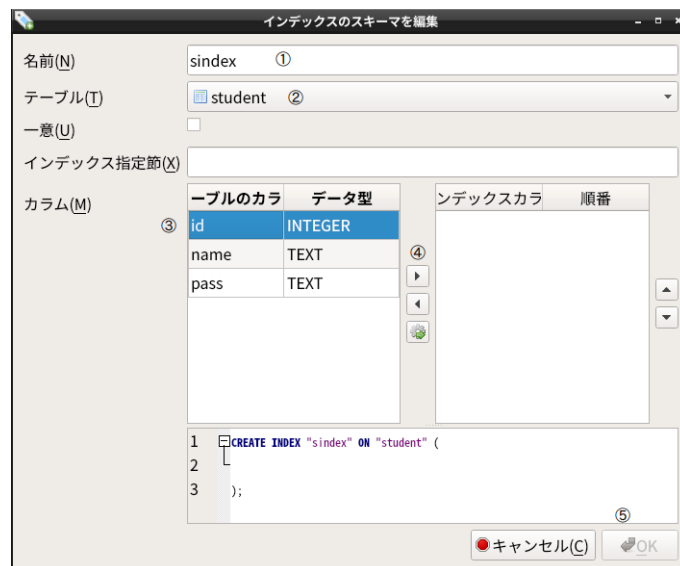 インデックスのスキーマを編集
名前(N) sindex ①
テーブル(T) student ②
一意(U)
インデックス指定節(X)
カラム(M) ーブルのカラ データ型 ンデックスカラ 順番
③ id INTEGER
name TEXT ④
pass TEXT
1 CREATE INDEX "sindex" ON "student" (
2
3 );
⑤
キャンセル(C) OK